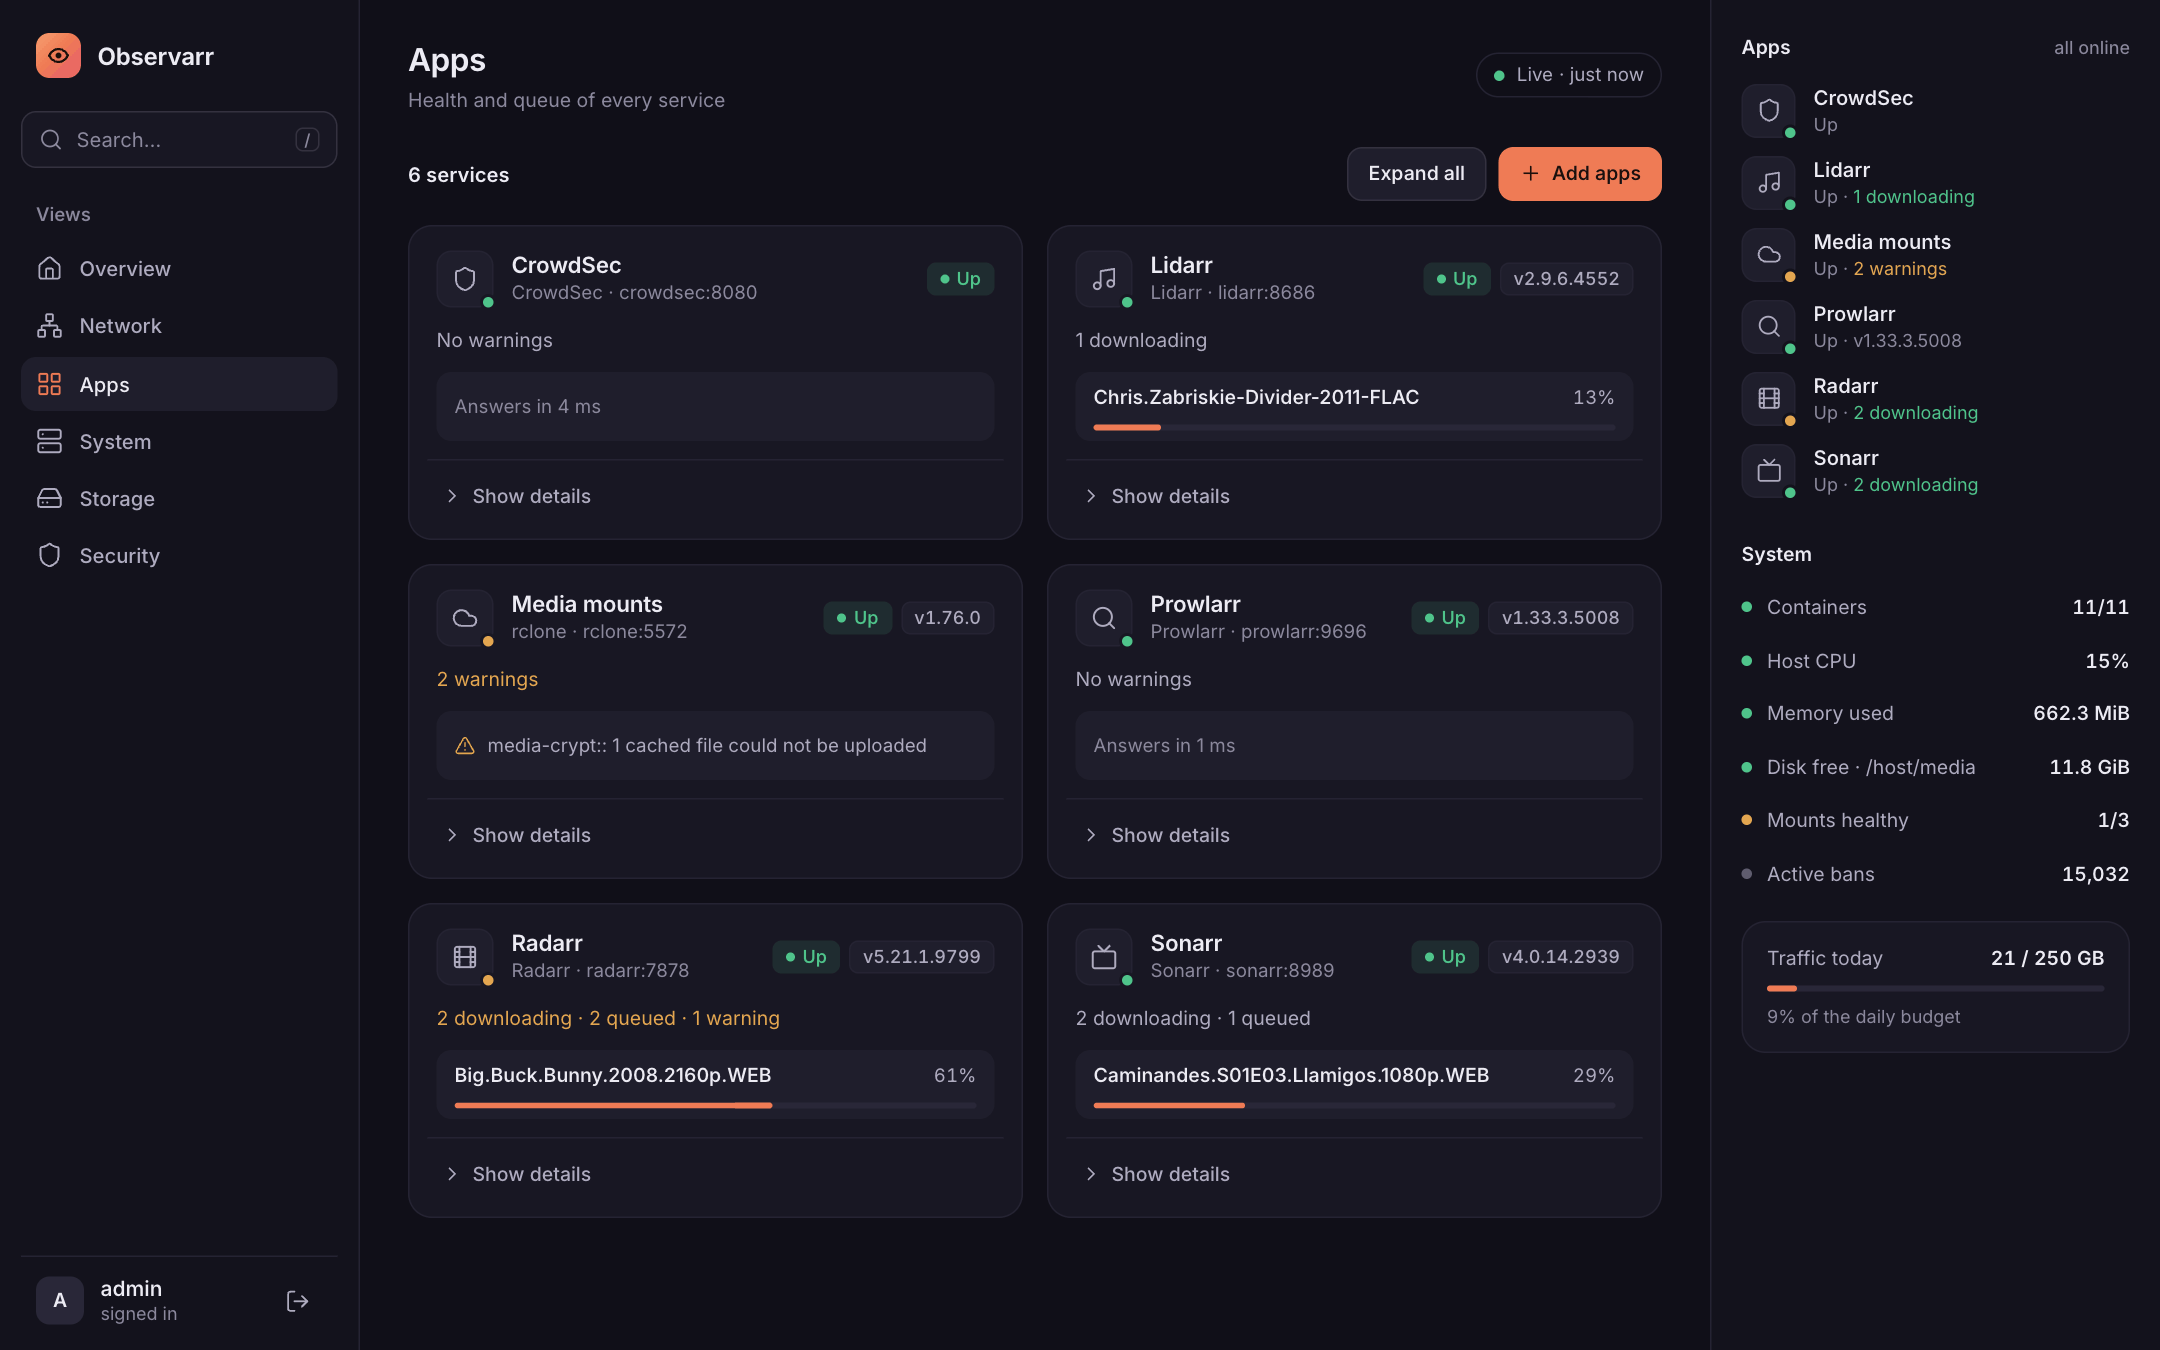 Observarr
Search...
/
Views
Overview
Network
Apps
System
Storage
Security
A
admin
signed in
Apps
Health and queue of every service
Live · just now
6 services
Expand all
Add apps
CrowdSec
CrowdSec · crowdsec:8080
Up
No warnings
Answers in 4 ms
Show details
Lidarr
Lidarr · lidarr:8686
Up
v2.9.6.4552
1 downloading
Chris.Zabriskie-Divider-2011-FLAC
13%
Show details
Media mounts
rclone · rclone:5572
Up
v1.76.0
2 warnings
media-crypt:: 1 cached file could not be uploaded
Show details
Prowlarr
Prowlarr · prowlarr:9696
Up
v1.33.3.5008
No warnings
Answers in 1 ms
Show details
Radarr
Radarr · radarr:7878
Up
v5.21.1.9799
2 downloading · 2 queued · 1 warning
Big.Buck.Bunny.2008.2160p.WEB
61%
Show details
Sonarr
Sonarr · sonarr:8989
Up
v4.0.14.2939
2 downloading · 1 queued
Caminandes.S01E03.Llamigos.1080p.WEB
29%
Show details
Apps
all online
CrowdSec
Up
Lidarr
Up · 1 downloading
Media mounts
Up · 2 warnings
Prowlarr
Up · v1.33.3.5008
Radarr
Up · 2 downloading
Sonarr
Up · 2 downloading
System
Containers 11/11
Host CPU 15%
Memory used 662.3 MiB
Disk free · /host/media 11.8 GiB
Mounts healthy 1/3
Active bans 15,032
Traffic today 21 / 250 GB
9% of the daily budget